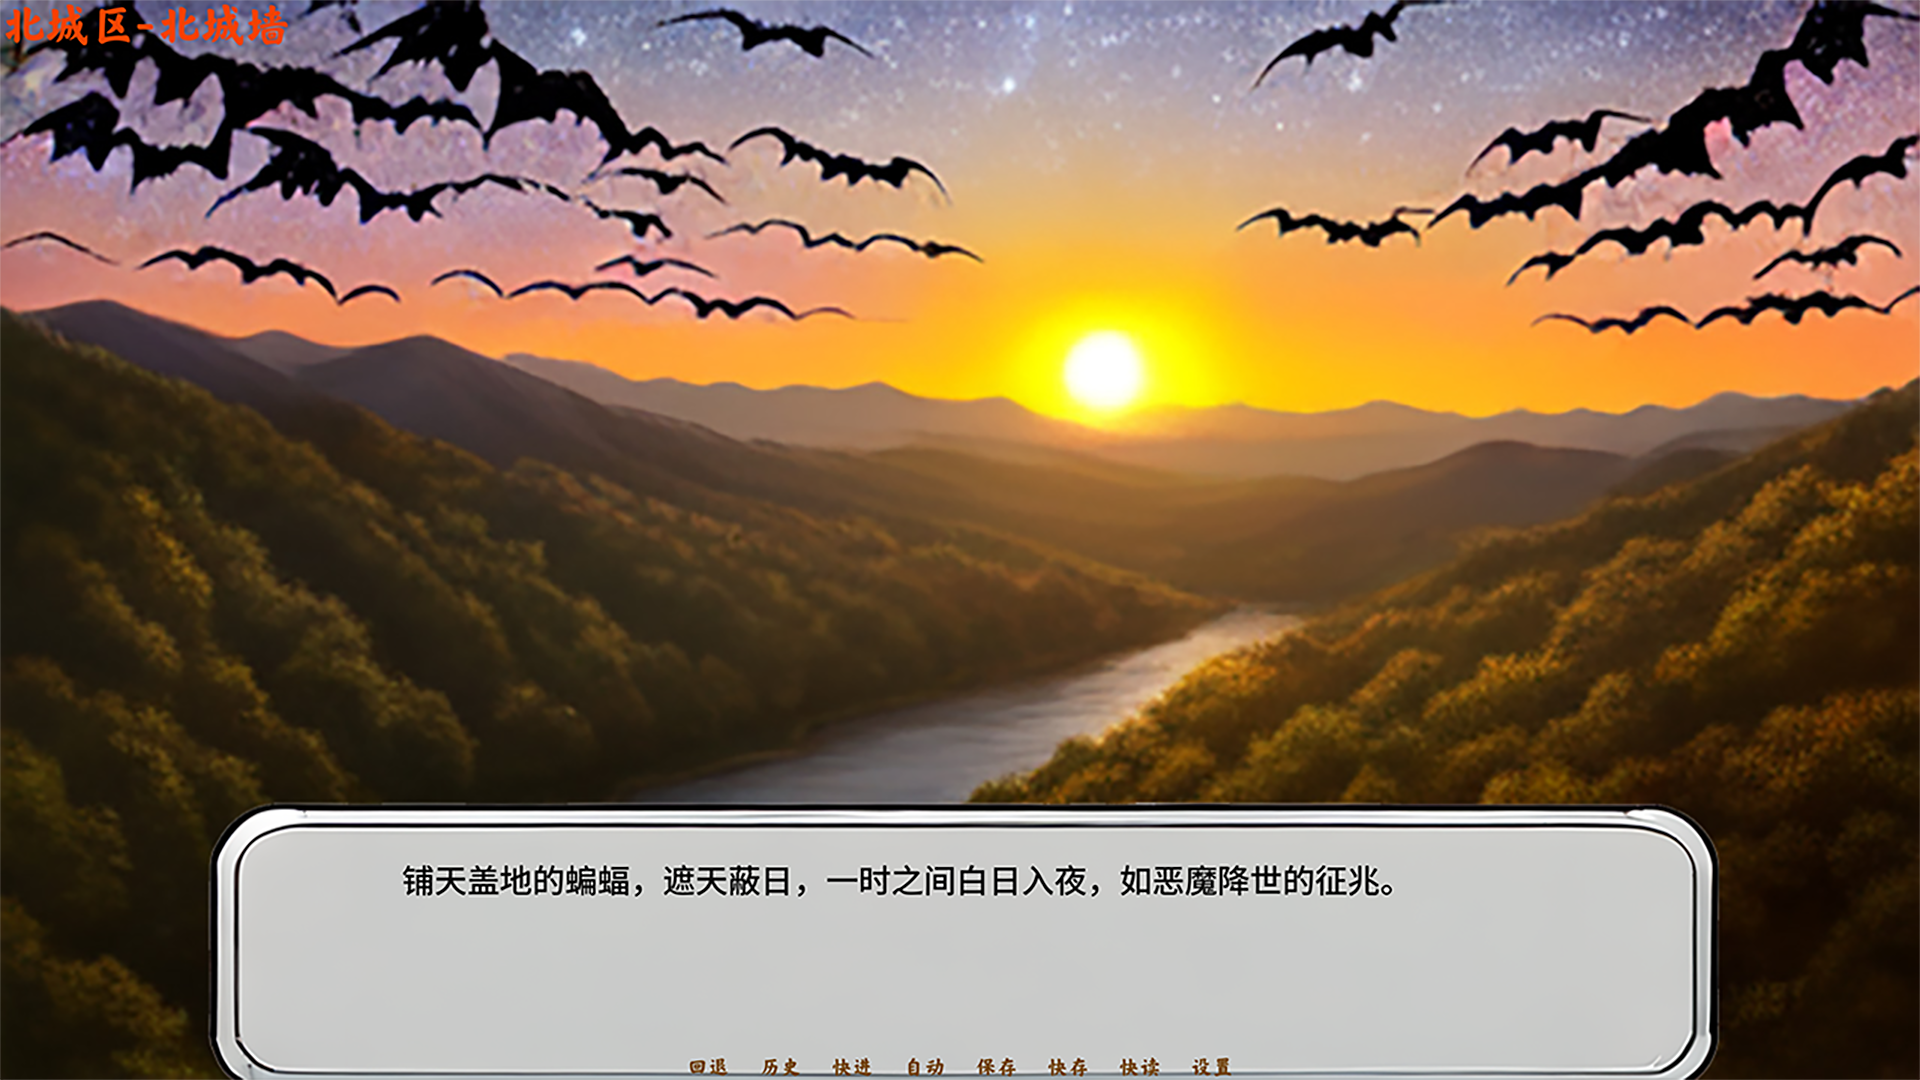 北城区-北城墙
铺天盖地的蝙蝠，遮天蔽日，一时之间白日入夜，如恶魔降世的征兆。
回退 历史 快进 自动 保存 快存 快读 设置